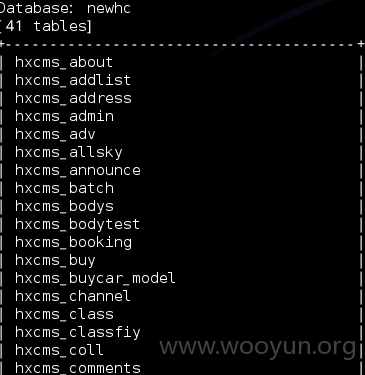 Database: newhc
[41 tables]
+---------------------------------------+
| hxcms_about |
| hxcms_addlist |
| hxcms_address |
| hxcms_admin |
| hxcms_adv |
| hxcms_allsky |
| hxcms_announce |
| hxcms_batch |
| hxcms_bodys |
| hxcms_bodytest |
| hxcms_booking |
| hxcms_buy |
| hxcms_buycar_model |
| hxcms_channel |
| hxcms_class |
| hxcms_classfiy |
| hxcms_coll |
| hxcms_comments |
www.wooyun.org